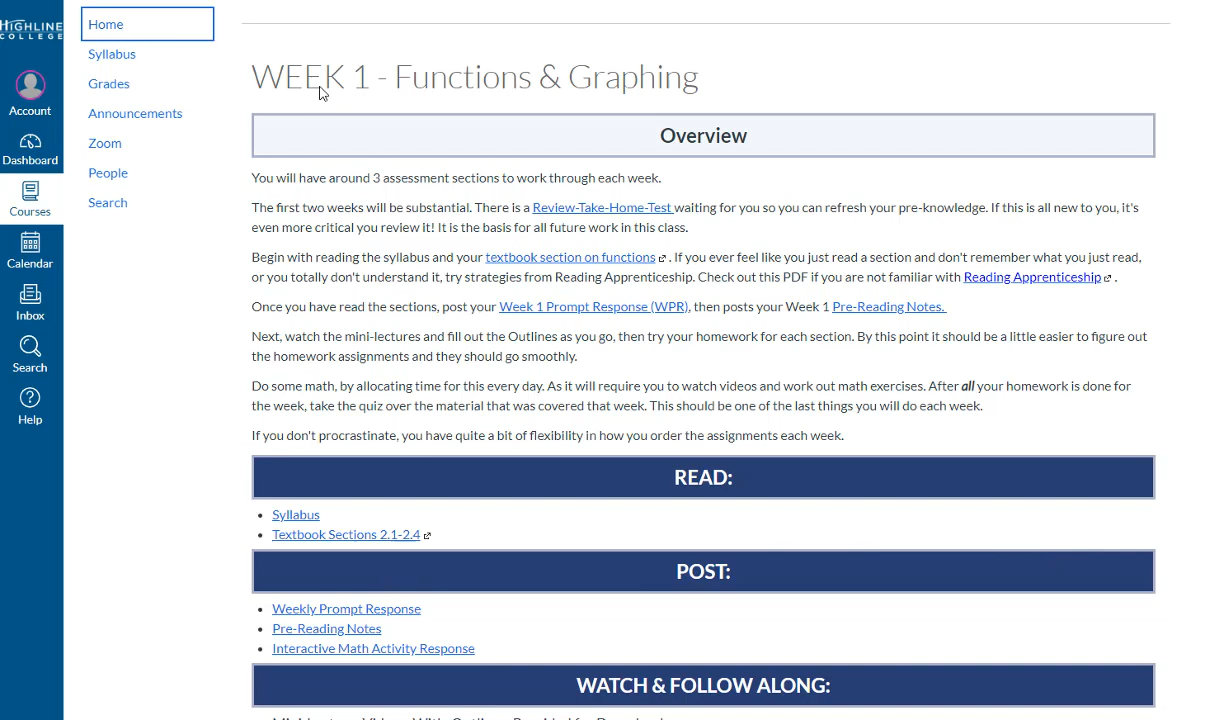 HIGHLINE
COLLEGE
Account
Dashboard
Courses
Calendar
Inbox
Search
Help
Home
Syllabus
Grades
Announcements
Zoom
People
Search
WEEK 1 - Functions & Graphing
Overview
You will have around 3 assessment sections to work through each week.
The first two weeks will be substantial. There is a Review-Take-Home-Test waiting for you so you can refresh your pre-knowledge. If this is all new to you, it's
even more critical you review it! It is the basis for all future work in this class.
Begin with reading the syllabus and your textbook section on functions . If you ever feel like you just read a section and don't remember what you just read,
or you totally don't understand it, try strategies from Reading Apprenticeship. Check out this PDF if you are not familiar with Reading Apprenticeship .
Once you have read the sections, post your Week 1 Prompt Response (WPR), then posts your Week 1 Pre-Reading Notes.
Next, watch the mini-lectures and fill out the Outlines as you go, then try your homework for each section. By this point it should be a little easier to figure out
the homework assignments and they should go smoothly.
Do some math, by allocating time for this every day. As it will require you to watch videos and work out math exercises. After all your homework is done for
the week, take the quiz over the material that was covered that week. This should be one of the last things you will do each week.
If you don't procrastinate, you have quite a bit of flexibility in how you order the assignments each week.
READ:
• Syllabus
• Textbook Sections 2.1-2.4
POST:
• Weekly Prompt Response
• Pre-Reading Notes
• Interactive Math Activity Response
WATCH & FOLLOW ALONG: